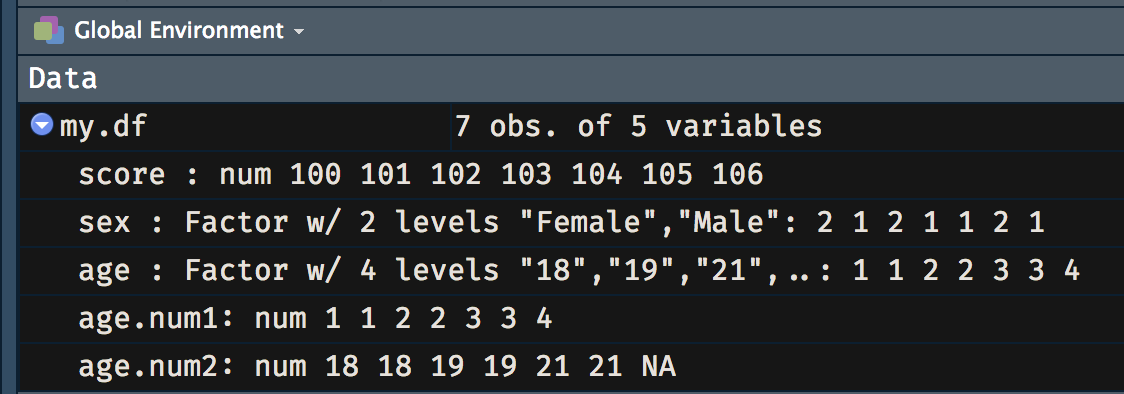 Global Environment
Data
my.df 7 obs. of 5 variables
score : num 100 101 102 103 104 105 106
sex : Factor w/ 2 levels "Female","Male": 2 1 2 1 1 2 1
age : Factor w/ 4 levels "18","19","21",..: 1 1 2 2 3 3 4
age.num1: num 1 1 2 2 3 3 4
age.num2: num 18 18 19 19 21 21 NA